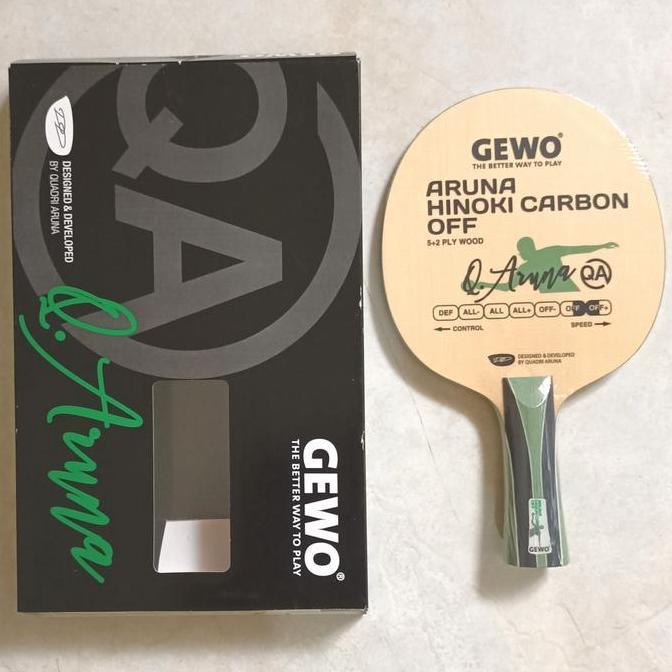 QA
DESIGNED & DEVELOPED
BY QUADRI ARUNA
Q. Aruna
GEWO®
THE BETTER WAY TO PLAY
GEWO®
THE BETTER WAY TO PLAY
ARUNA
HINOKI CARBON
OFF
5+2 PLY WOOD
Q. Aruna QA
DEF ALL- ALL ALL+ OFF- OFF OFF+
CONTROL SPEED
DESIGNED & DEVELOPED
BY QUADRI ARUNA
GEWO